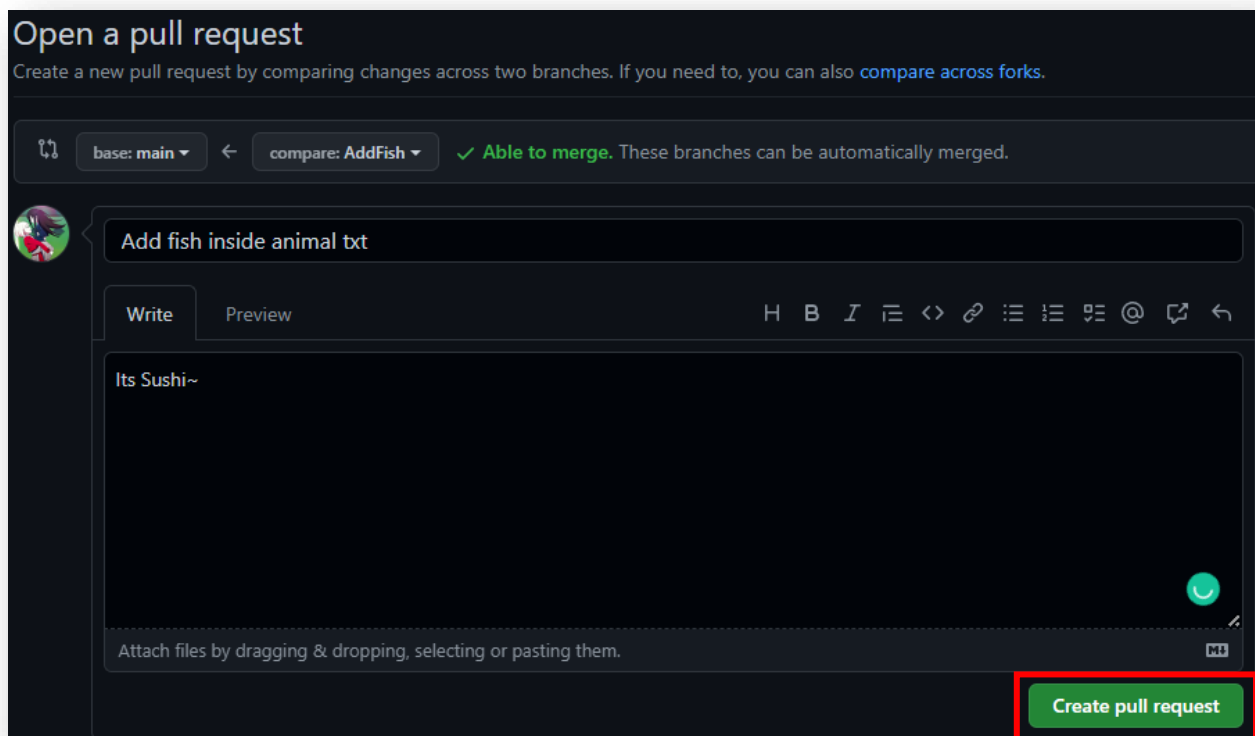 Open a pull request
Create a new pull request by comparing changes across two branches. If you need to, you can also compare across forks.
base: main compare: AddFish Able to merge. These branches can be automatically merged.
Add fish inside animal txt
Write Preview
Its Sushi~
Attach files by dragging & dropping, selecting or pasting them.
Create pull request